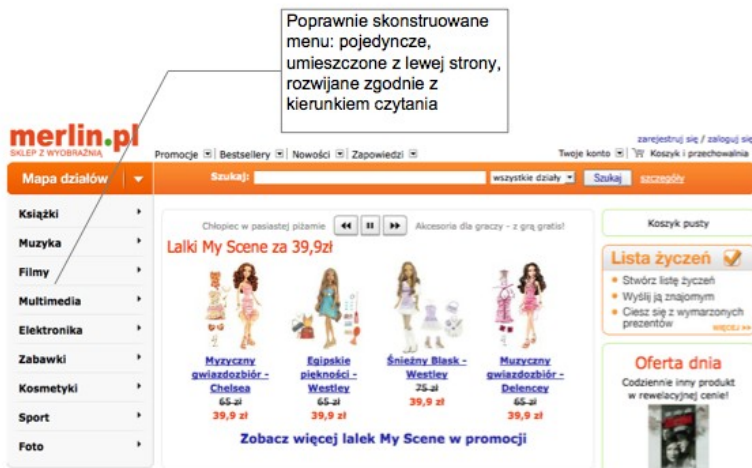 Poprawnie skonstruowane
menu: pojedyncze,
umieszczone z lewej strony,
rozwijane zgodnie z
kierunkiem czytania
merlin.pl
SKLEP Z WYOBRAŹNIĄ
zarejestruj się / zaloguj się
Promocje Bestsellery Nowości Zapowiedzi
Twoje konto Koszyk i przechowalnia
Mapa działów
Szukaj: wszystkie działy Szukaj szczegóły
Książki
Muzyka
Filmy
Multimedia
Elektronika
Zabawki
Kosmetyki
Sport
Foto
Chłopiec w pasiastej piżamie Akcesoria dla graczy - z grą gratis!
Lalki My Scene za 39,9zł
Myzyczny
gwiazdozbiór -
Chelsea
65 zł
39,9 zł
Egipskie
piękności -
Westley
65 zł
39,9 zł
Śnieżny Blask -
Westley
75 zł
39,9 zł
Muzyczny
gwiazdozbiór -
Delencey
65 zł
39,9 zł
Zobacz więcej lalek My Scene w promocji
Koszyk pusty
Lista życzeń
Stwórz listę życzeń
Wyślij ją znajomym
Ciesz się z wymarzonych
prezentów
WIĘCEJ >>
Oferta dnia
Codziennie inny produkt
w rewelacyjnej cenie!